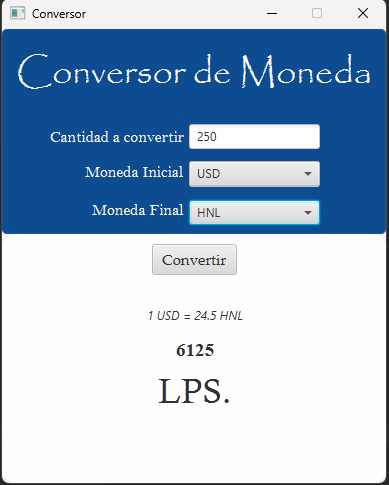 Conversor
Conversor de Moneda
Cantidad a convertir 250
Moneda Inicial USD
Moneda Final HNL
Convertir
1 USD = 24.5 HNL
6125
LPS.